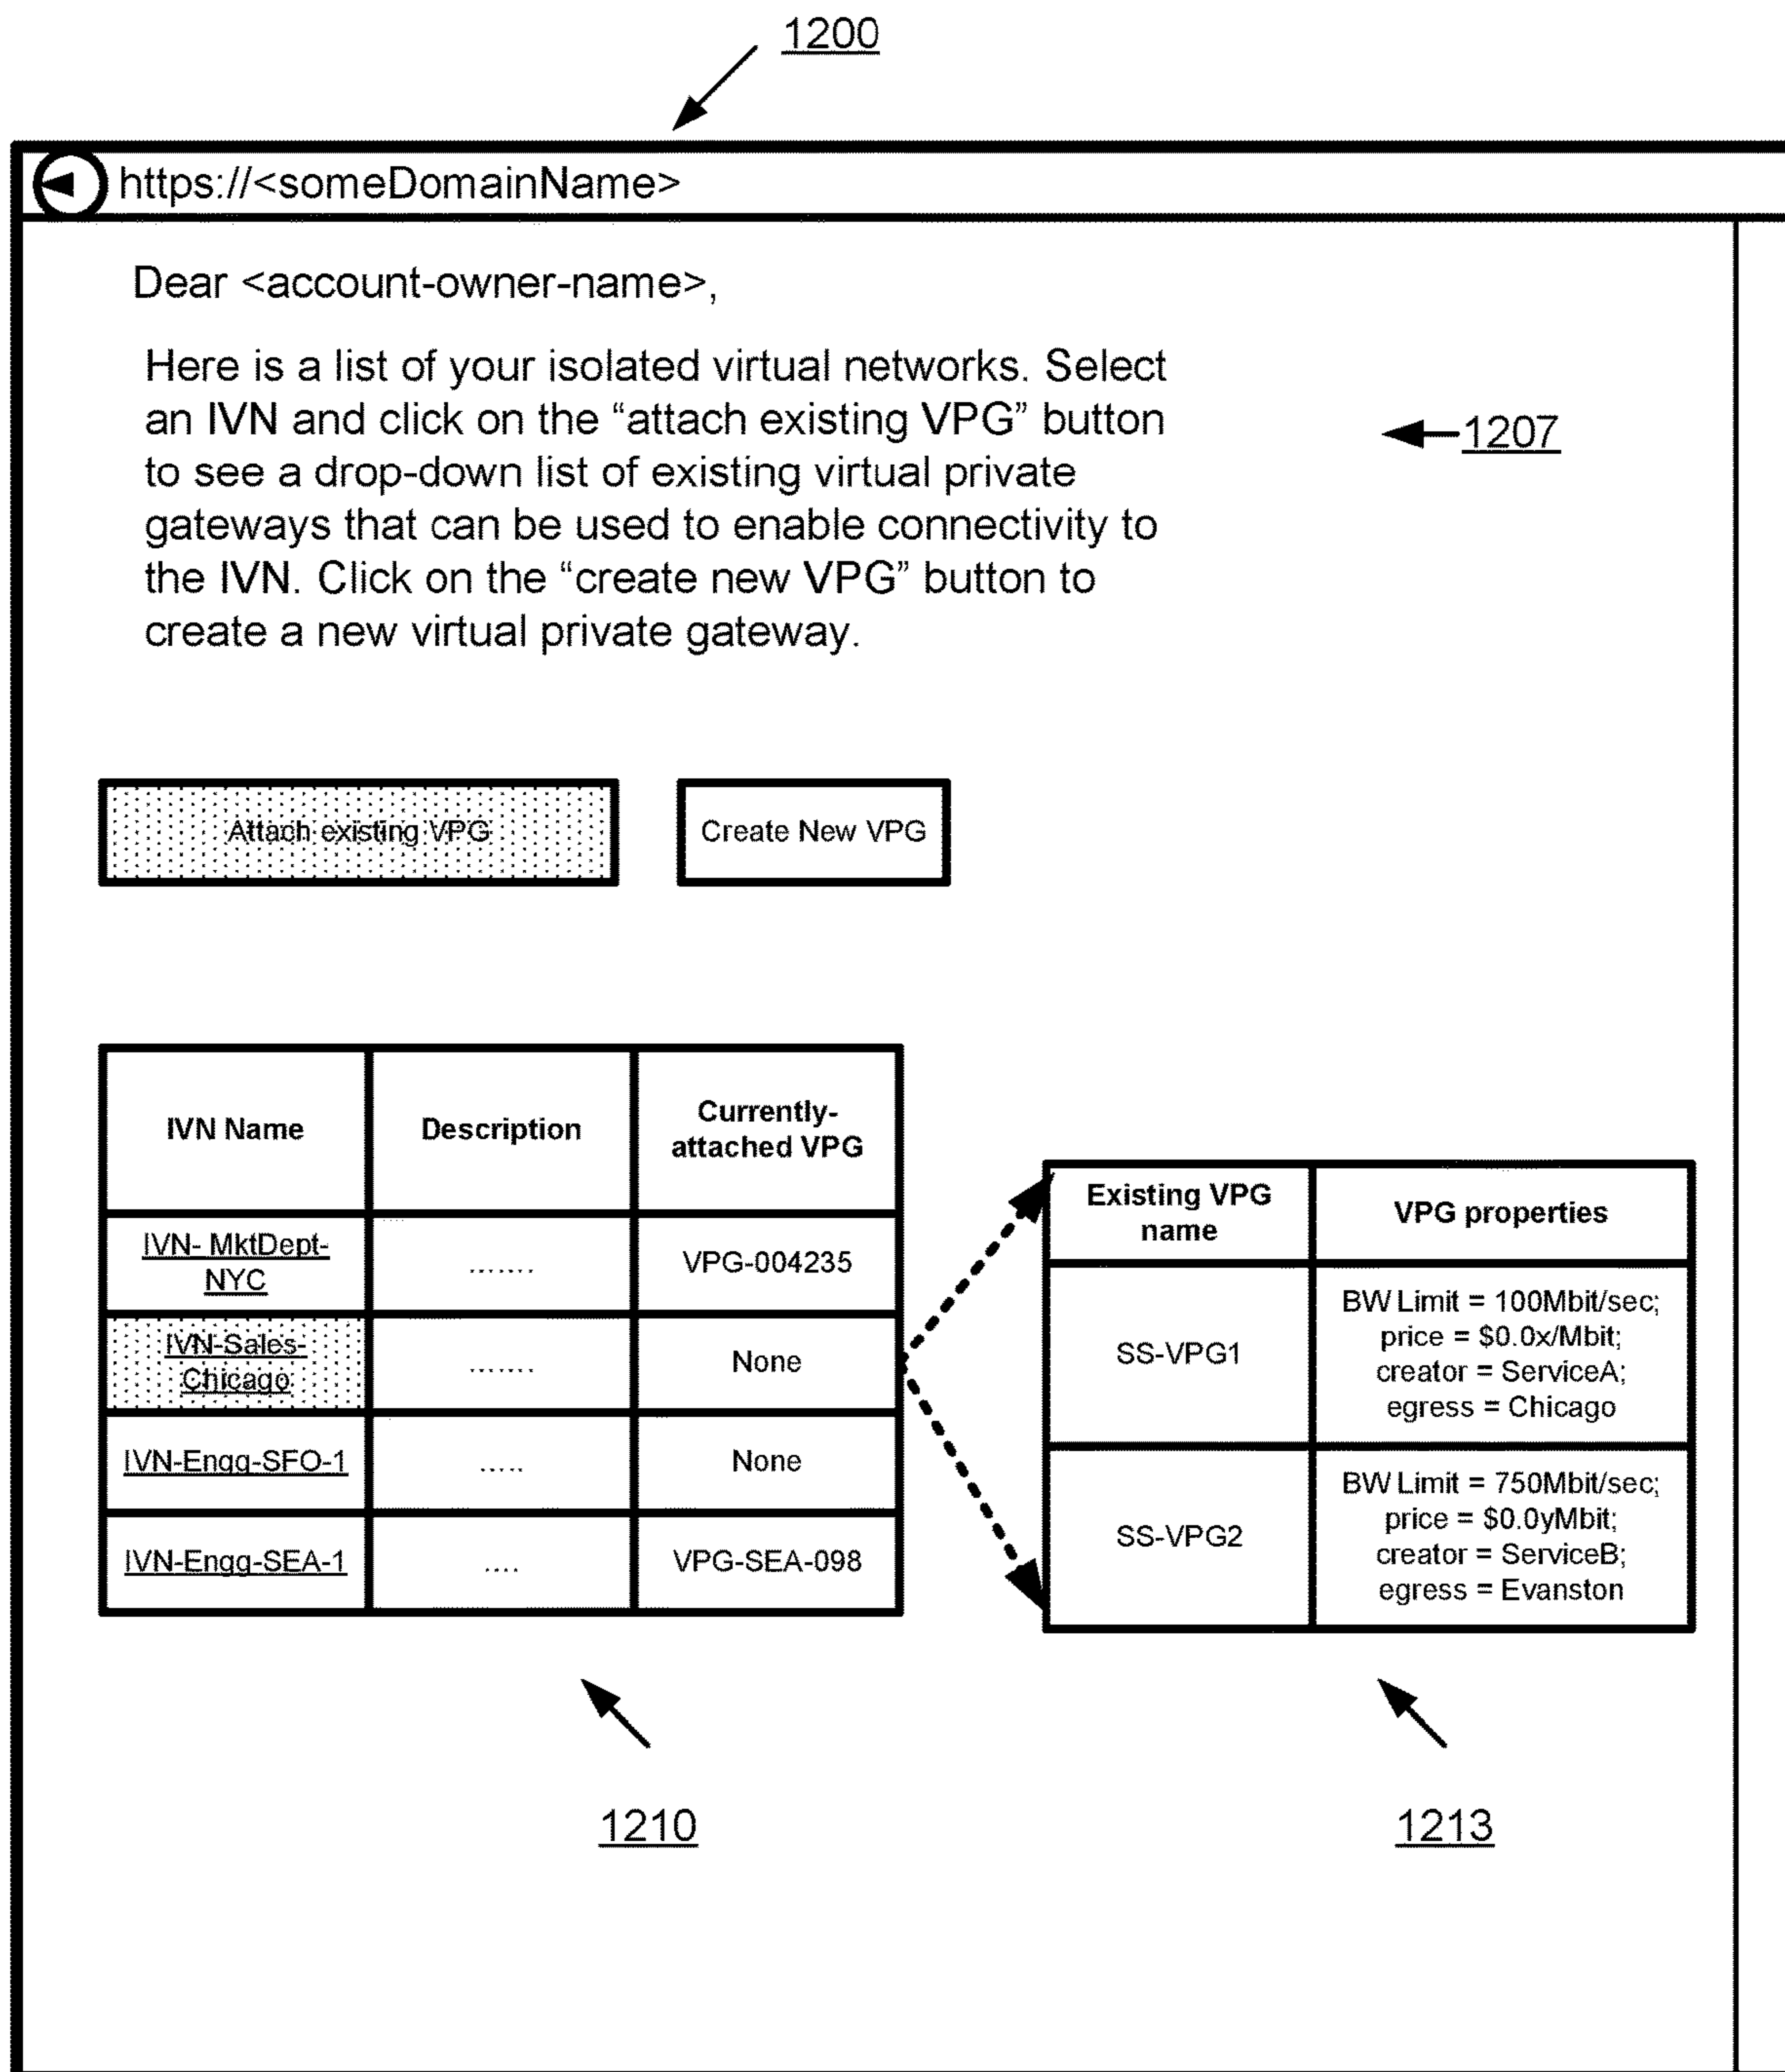 1200
https://<someDomainName>
Dear <account-owner-name>,
Here is a list of your isolated virtual networks. Select
an IVN and click on the “attach existing VPG” button
to see a drop-down list of existing virtual private
gateways that can be used to enable connectivity to
the IVN. Click on the “create new VPG” button to
create a new virtual private gateway.
1207
Attach existing VPG
Create New VPG
IVN Name
Description
Currently-
attached VPG
IVN- MktDept-
NYC
.......
VPG-004235
IVN-Sales-
Chicago
.......
None
IVN-Engg-SFO-1
.....
None
IVN-Engg-SEA-1
....
VPG-SEA-098
Existing VPG
name
VPG properties
SS-VPG1
BW Limit = 100Mbit/sec;
price = $0.0x/Mbit;
creator = ServiceA;
egress = Chicago
SS-VPG2
BW Limit = 750Mbit/sec;
price = $0.0yMbit;
creator = ServiceB;
egress = Evanston
1210
1213